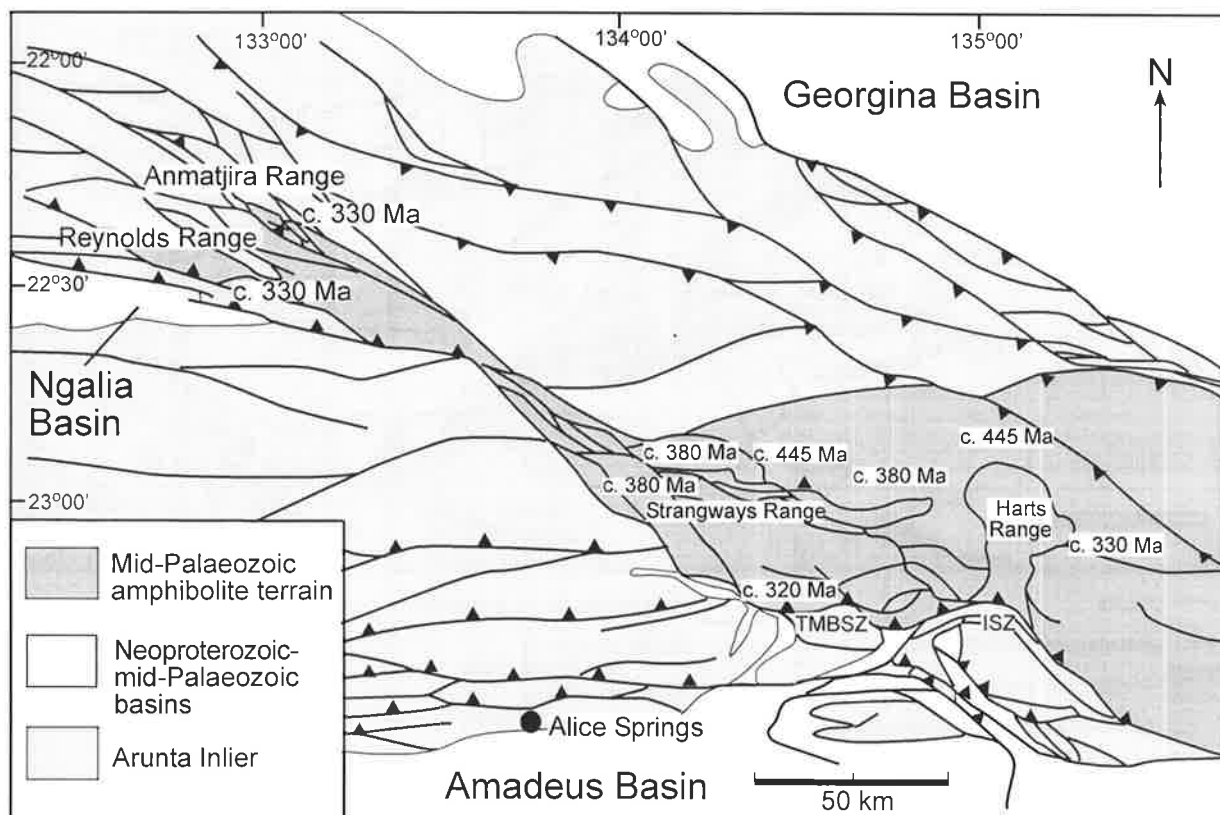 133°00'
134°00'
135°00'
22°00'
Georgina Basin
N
Anmatjira Range
c. 330 Ma
Reynolds Range
22°30'
c. 330 Ma
Ngalia
Basin
c. 445 Ma
c. 380 Ma
c. 445 Ma
c. 380 Ma
c. 380 Ma
23°00'
Strangways Range
Harts
Range
c. 330 Ma
c. 320 Ma
TMBSZ
ISZ
Mid-Palaeozoic
amphibolite terrain
Neoproterozoic-
mid-Palaeozoic
basins
Arunta Inlier
Alice Springs
Amadeus Basin
50 km